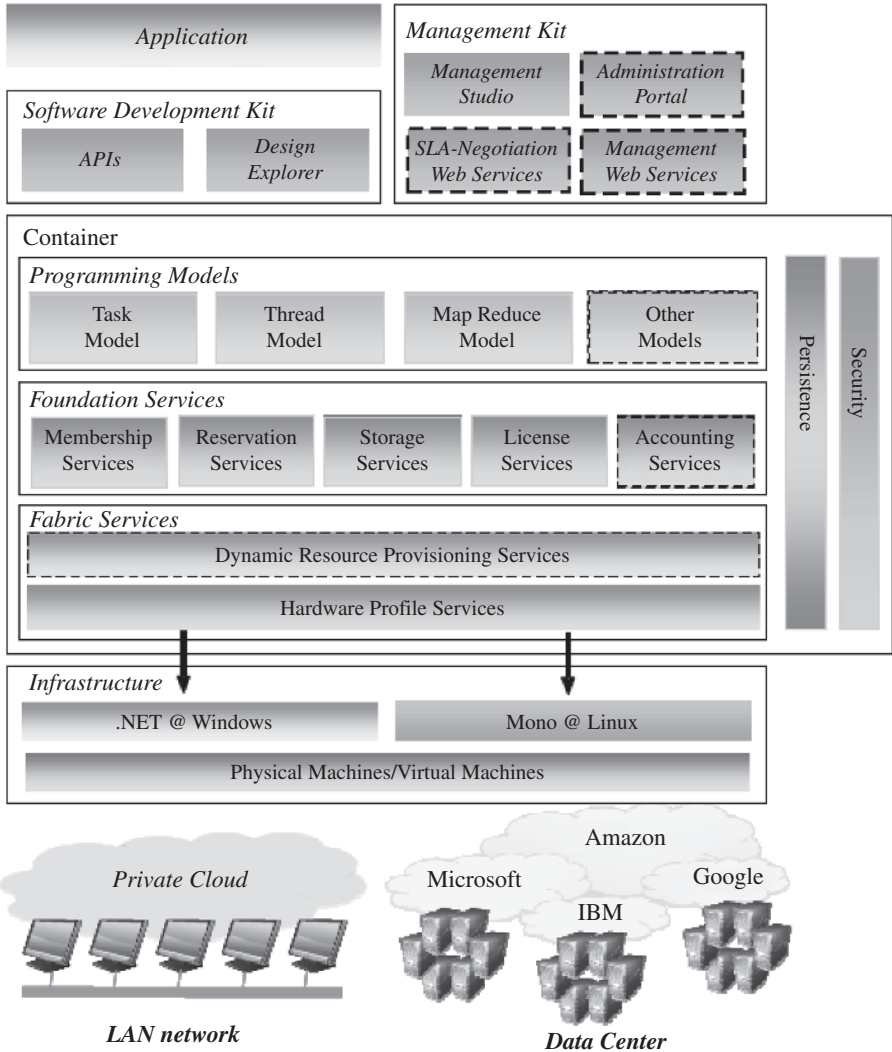 Application
Management Kit
Management
Studio
Administration
Portal
SLA-Negotiation
Web Services
Management
Web Services
Software Development Kit
APIs
Design
Explorer
Container
Programming Models
Task
Model
Thread
Model
Map Reduce
Model
Other
Models
Foundation Services
Membership
Services
Reservation
Services
Storage
Services
License
Services
Accounting
Services
Fabric Services
Dynamic Resource Provisioning Services
Hardware Profile Services
Persistence
Security
Infrastructure
.NET @ Windows
Mono @ Linux
Physical Machines/Virtual Machines
Private Cloud
Amazon
Microsoft
Google
IBM
LAN network
Data Center